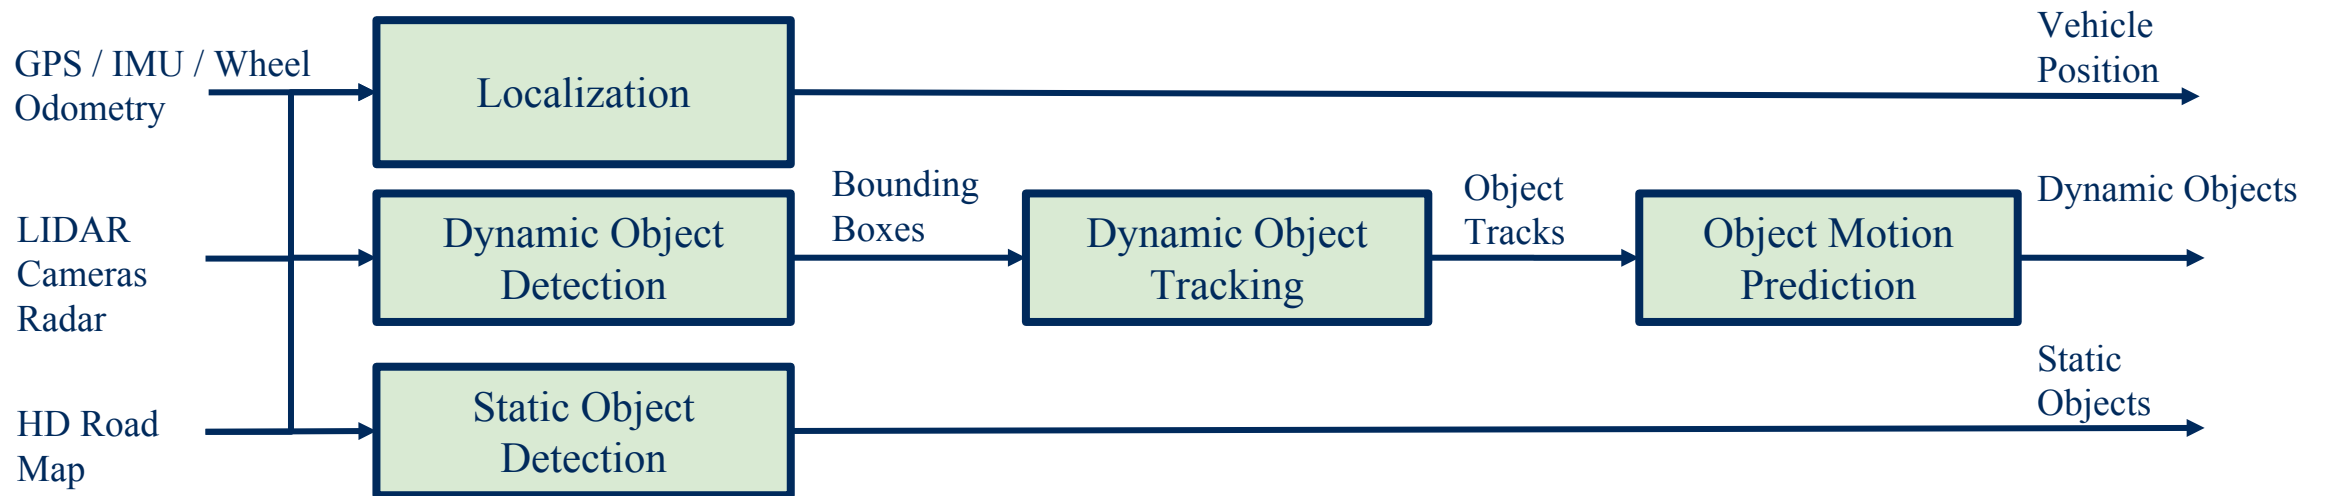 GPS / IMU / Wheel
Odometry
Localization
Vehicle
Position
LIDAR
Cameras
Radar
Dynamic Object
Detection
Bounding
Boxes
Dynamic Object
Tracking
Object
Tracks
Object Motion
Prediction
Dynamic Objects
HD Road
Map
Static Object
Detection
Static
Objects